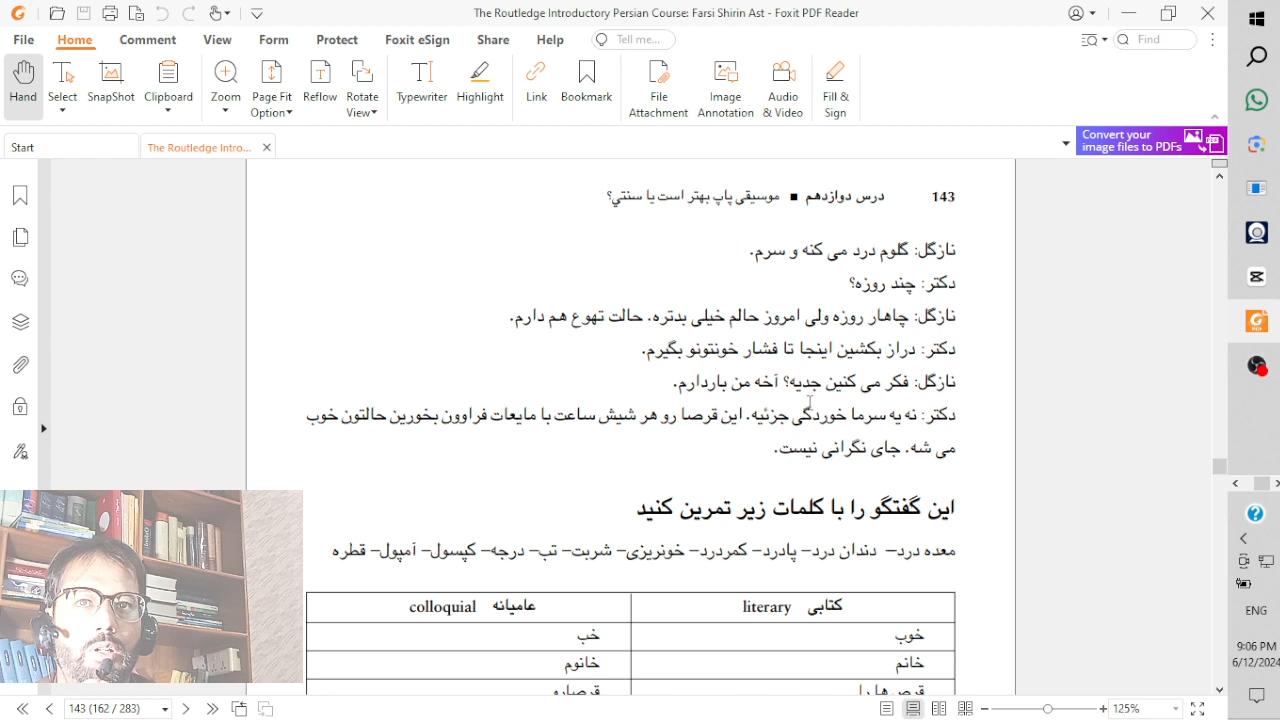 The Routledge Introductory Persian Course: Farsi Shirin Ast - Foxit PDF Reader
File Home Comment View Form Protect Foxit eSign Share Help Tell me... Find
Hand Select SnapShot Clipboard Zoom Page Fit Option Reflow Rotate View Typewriter Highlight Link Bookmark File Attachment Image Annotation Audio & Video Fill & Sign
Start The Routledge Intro... Convert your
image files to PDFs
143 درس دوازدهم ■ موسیقی پاپ بهتر است یا سنتی؟
نازگل: گلوم درد می کنه و سرم.
دکتر: چند روزه؟
نازگل: چاهار روزه ولی امروز حالم خیلی بدتره. حالت تهوع هم دارم.
دکتر: دراز بکشین اینجا تا فشار خونتونو بگیرم.
نازگل: فکر می کنین جدیه؟ آخه من باردارم.
دکتر: نه یه سرما خوردگی جزئیه. این قرصا رو هر شیش ساعت با مایعات فراوون بخورین حالتون خوب
می شه. جای نگرانی نیست.
این گفتگو را با کلمات زیر تمرین کنید
معده درد– دندان درد– پادرد– کمردرد– خونریزی– شربت– تب– درجه– کپسول– آمپول– قطره
کتابی literary عامیانه colloquial
خوب خب
خانم خانوم
قرص ها را قرصارو
143 (162 / 283) 125%
ENG
9:06 PM
6/12/2024